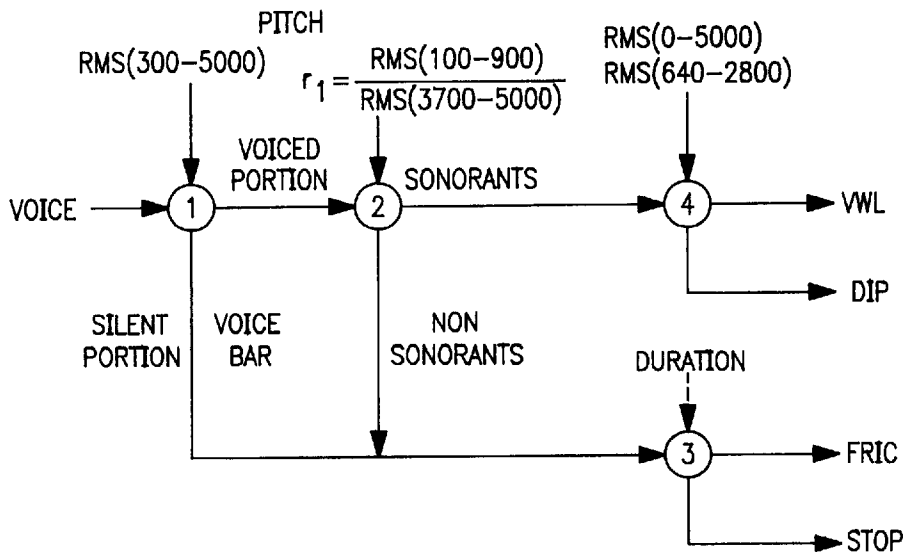 PITCH
RMS(300-5000)
r1 = RMS(100-900)
RMS(3700-5000)
RMS(0-5000)
RMS(640-2800)
VOICED
PORTION
SONORANTS
VOICE
1
2
4
VWL
DIP
SILENT
PORTION
VOICE
BAR
NON
SONORANTS
DURATION
3
FRIC
STOP